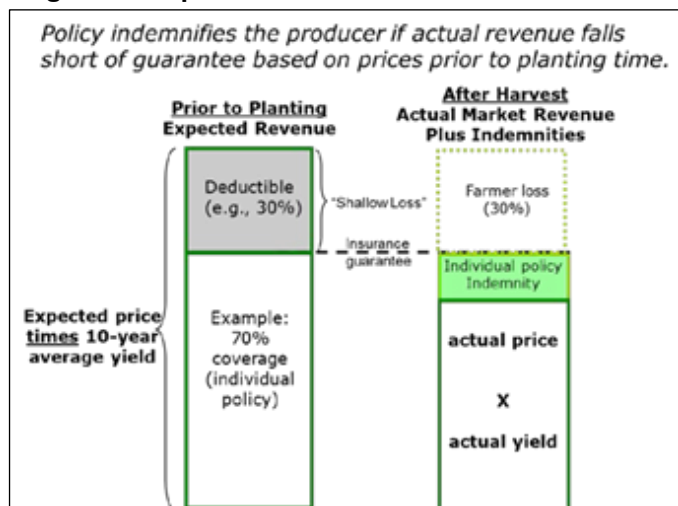 Policy indemnifies the producer if actual revenue falls
short of guarantee based on prices prior to planting time.
Prior to Planting
Expected Revenue
After Harvest
Actual Market Revenue
Plus Indemnities
Deductible
(e.g., 30%)
"Shallow Loss"
Farmer loss
(30%)
Insurance
guarantee
Individual policy
Indemnity
Expected price
times 10-year
average yield
Example:
70%
coverage
(individual
policy)
actual price
X
actual yield